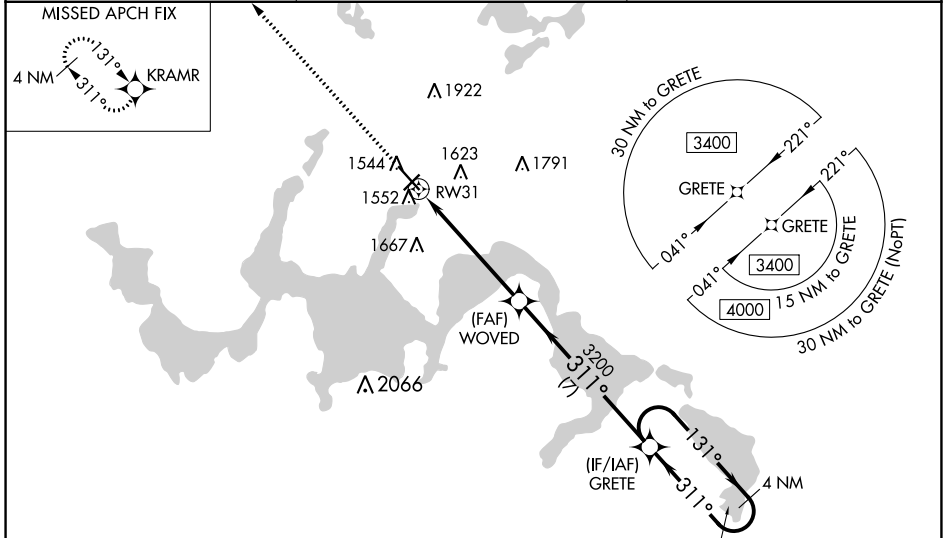 MISSED APCH FIX
131°
4 NM
KRAMR
311°
1922
30 NM to GRETE
3400
221°
GRETE
041°
221°
GRETE
041°
3400
15 NM to GRETE
4000
30 NM to GRETE (NoPT)
1544
1623
1791
1552
RW31
1667
(FAF)
WOVED
2066
3200
311°
(7)
(IF/IAF)
GRETE
131°
4 NM
311°